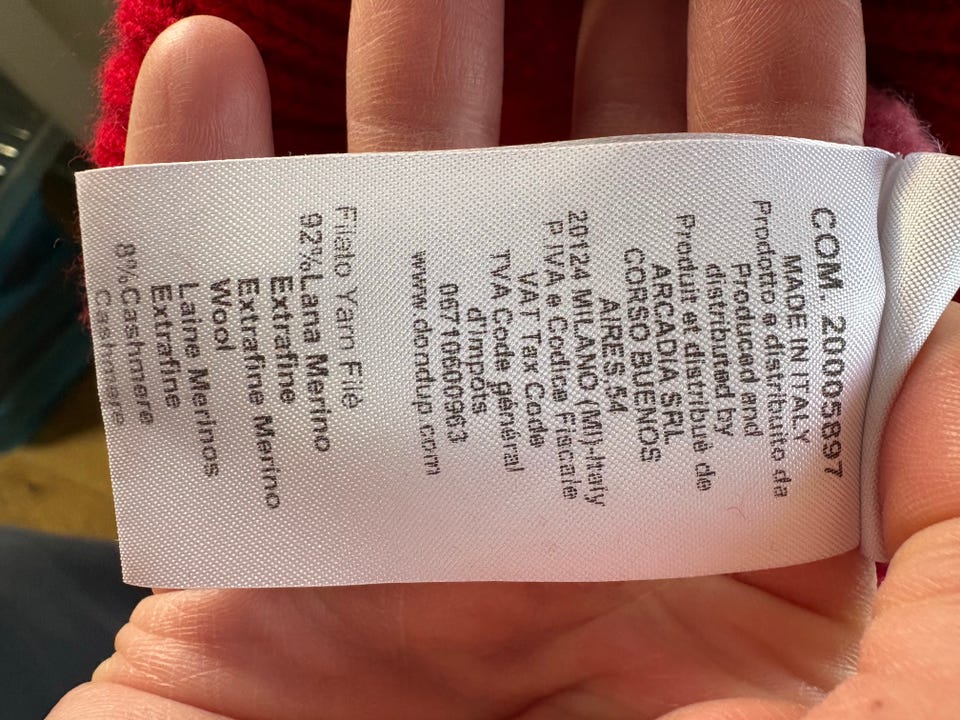 COM. 20005897
MADE IN ITALY
Prodotto e distribuito da
Produced and
distributed by
Produit et distribué de
ARCADIA SRL
CORSO BUENOS
AIRES,54
20124 MILANO (MI)-Italy
P.IVA e Codice Fiscale
VAT Tax Code
TVA Code général
d'impôts
06710600963
www.dondup.com
Filato Yarn Filé
92%Lana Merino
Extrafine
Extrafine Merino
Wool
Laine Merinos
Extrafine
8%Cashmere
Cashmere